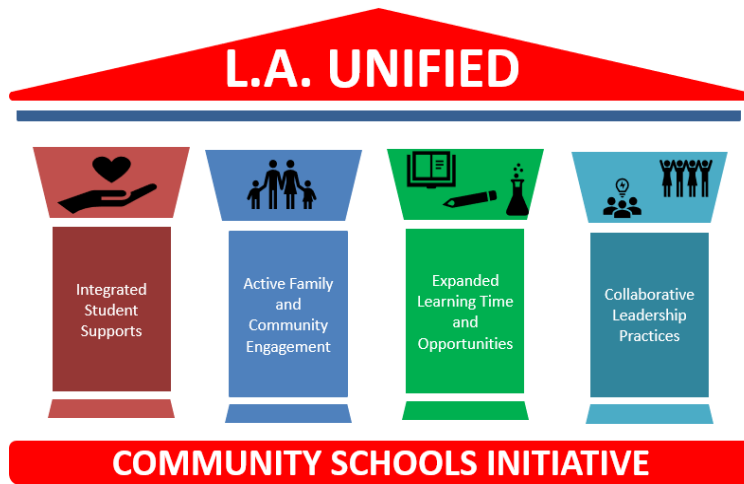 L.A. UNIFIED
Integrated
Student
Supports
Active Family
and
Community
Engagement
Expanded
Learning Time
and
Opportunities
Collaborative
Leadership
Practices
COMMUNITY SCHOOLS INITIATIVE